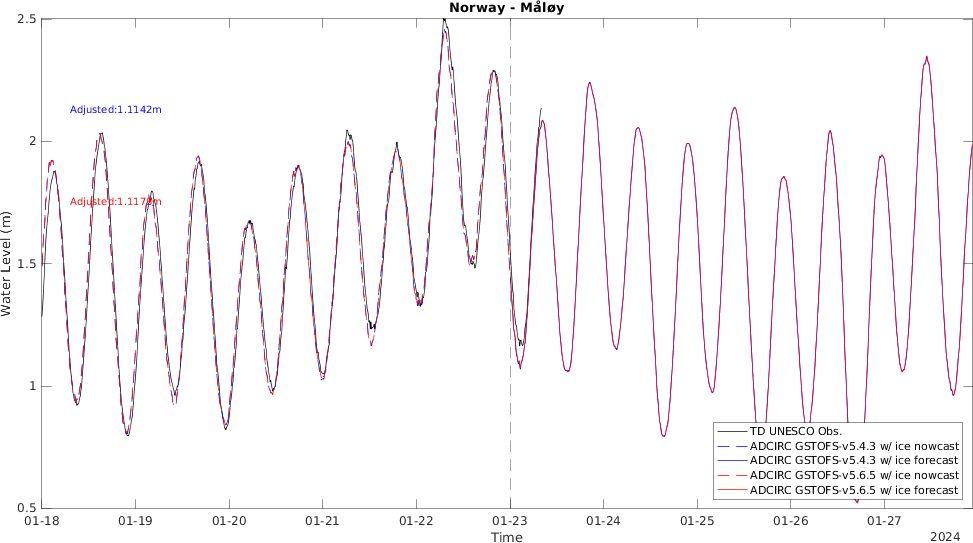 Norway - Måløy
2.5
2
1.5
1
0.5
Water Level (m)
Adjusted:1.1142m
TD UNESCO Obs.
ADCIRC GSTOFS-v5.4.3 w/ ice nowcast
ADCIRC GSTOFS-v5.4.3 w/ ice forecast
ADCIRC GSTOFS-v5.6.5 w/ ice nowcast
ADCIRC GSTOFS-v5.6.5 w/ ice forecast
01-18 01-19 01-20 01-21 01-22 01-23 01-24 01-25 01-26 01-27
Time
2024